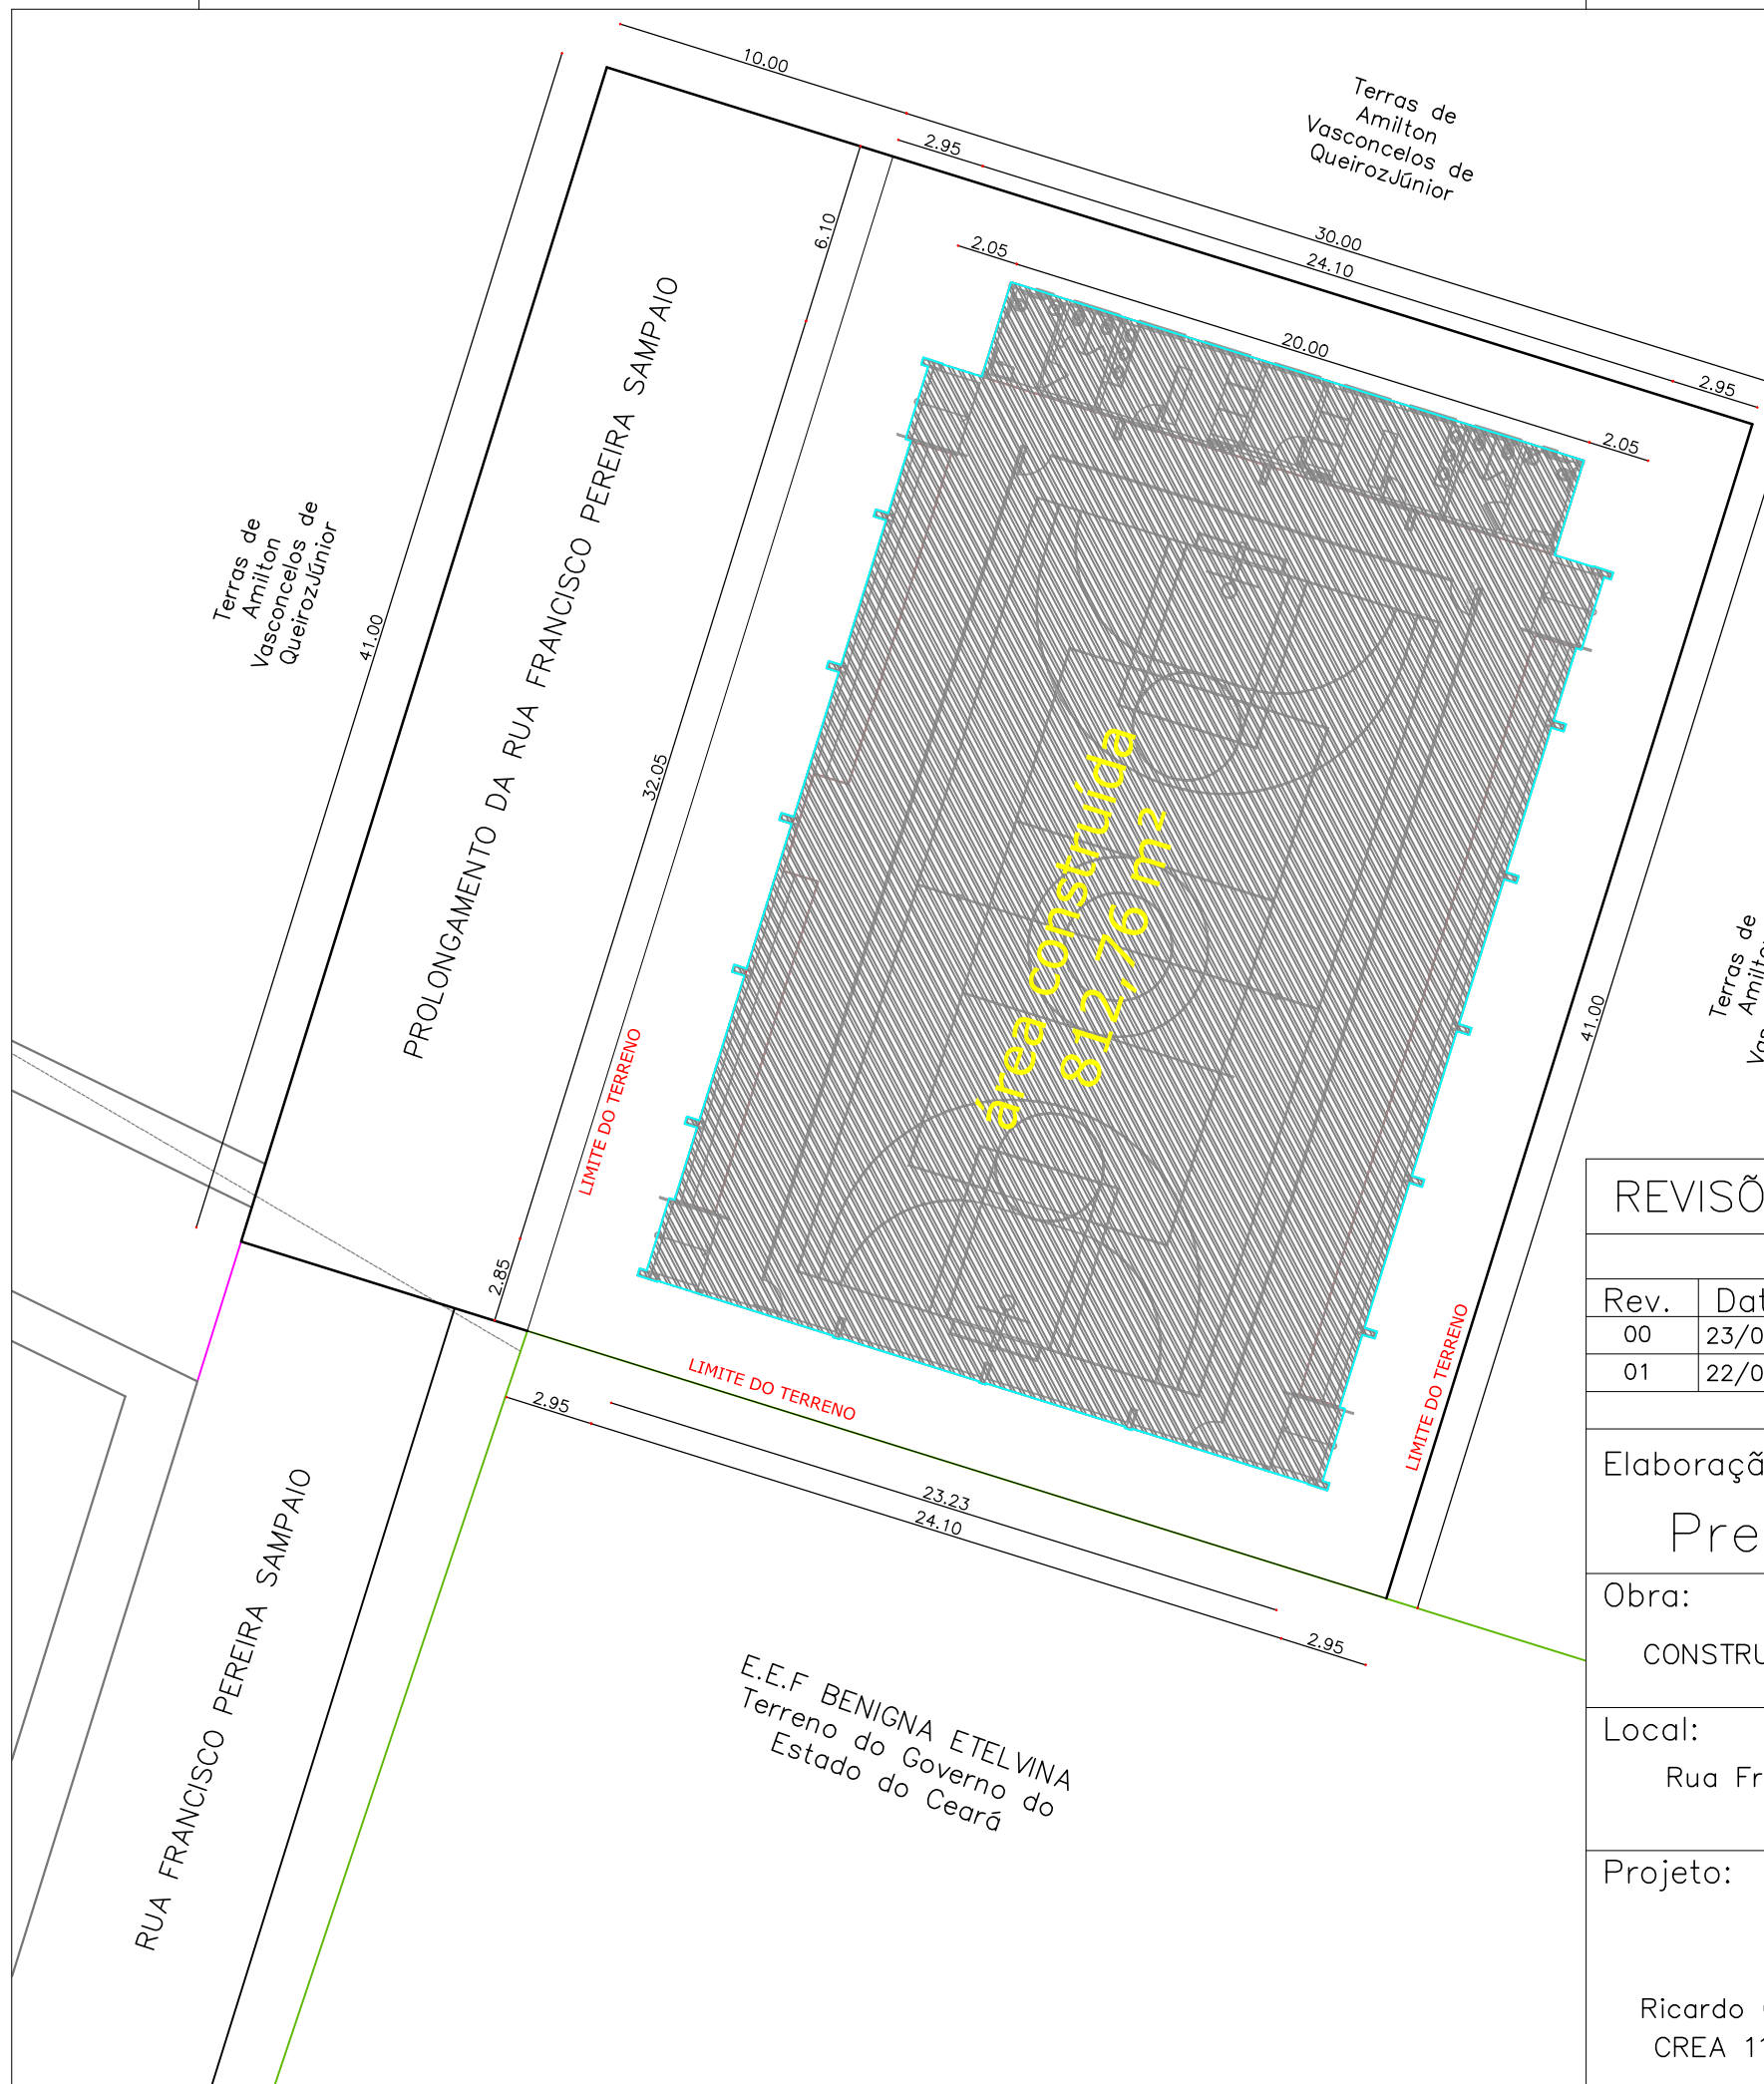 10.00
2.95
30.00
24.10
2.95
Terras de
Amilton
Vasconcelos de
QueirozJúnior
2.05
20.00
2.05
6.10
32.05
2.85
41.00
Terras de
Amilton
Vasconcelos de
QueirozJúnior
PROLONGAMENTO DA RUA FRANCISCO PEREIRA SAMPAIO
LIMITE DO TERRENO
área construída
812,76 m²
41.00
Terras de
LIMITE DO TERRENO
LIMITE DO TERRENO
2.95
23.23
24.10
2.95
RUA FRANCISCO PEREIRA SAMPAIO
E.E.F BENIGNA ETELVINA
Terreno do Governo do
Estado do Ceará
Rev.
00
01
Obra:
Local:
Rua
Projeto:
Ricardo
CREA